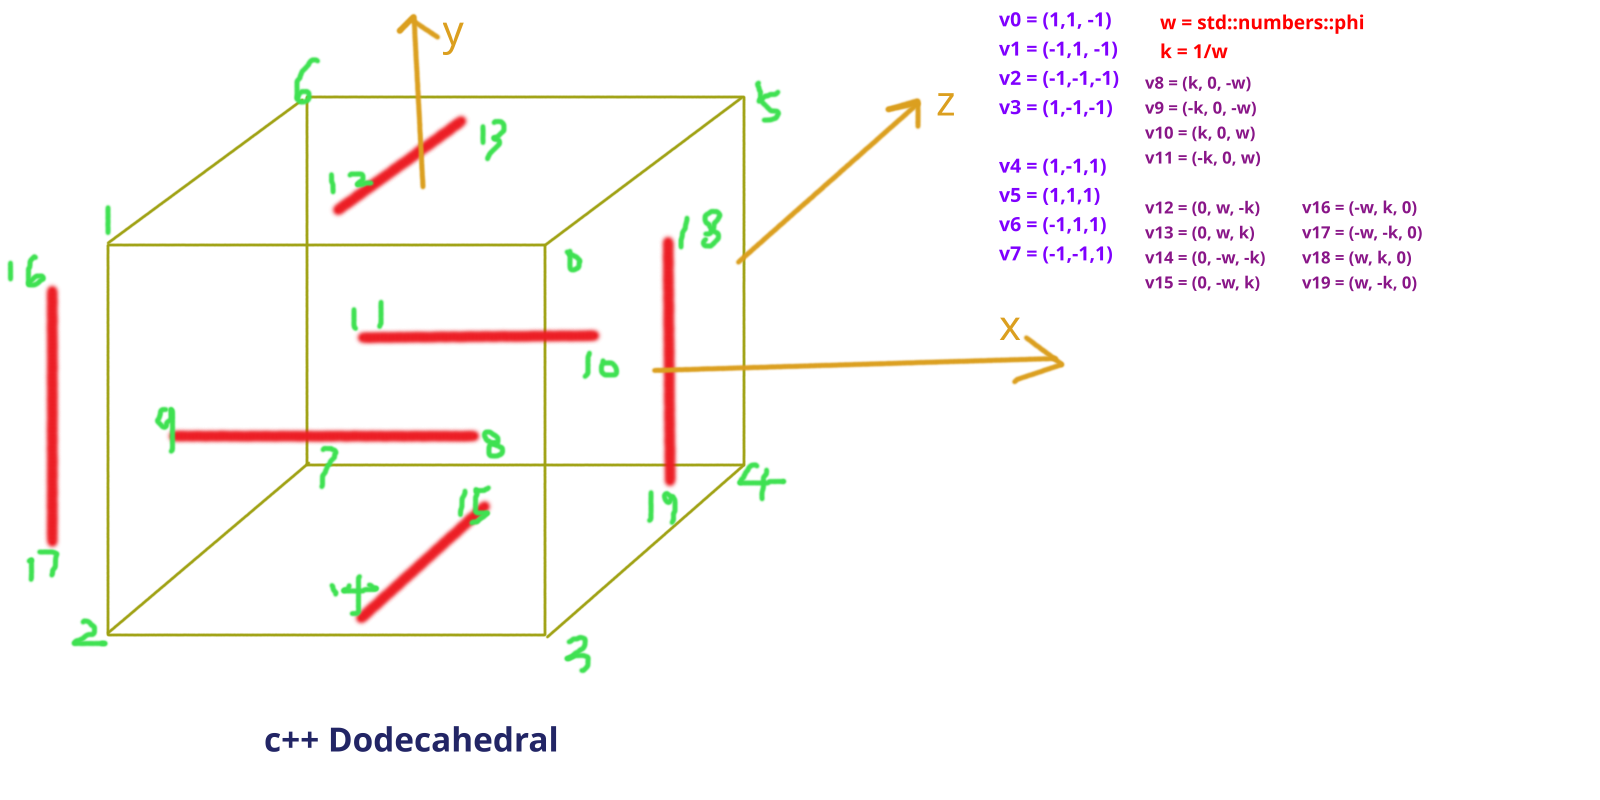 y
z
x
6
5
13
12
1
18
0
16
11
10
9
8
7
4
15
19
17
14
2
3
v0 = (1,1, -1)
v1 = (-1,1, -1)
v2 = (-1,-1,-1)
v3 = (1,-1,-1)
v4 = (1,-1,1)
v5 = (1,1,1)
v6 = (-1,1,1)
v7 = (-1,-1,1)
w = std::numbers::phi
k = 1/w
v8 = (k, 0, -w)
v9 = (-k, 0, -w)
v10 = (k, 0, w)
v11 = (-k, 0, w)
v12 = (0, w, -k)
v13 = (0, w, k)
v14 = (0, -w, -k)
v15 = (0, -w, k)
v16 = (-w, k, 0)
v17 = (-w, -k, 0)
v18 = (w, k, 0)
v19 = (w, -k, 0)
c++ Dodecahedral